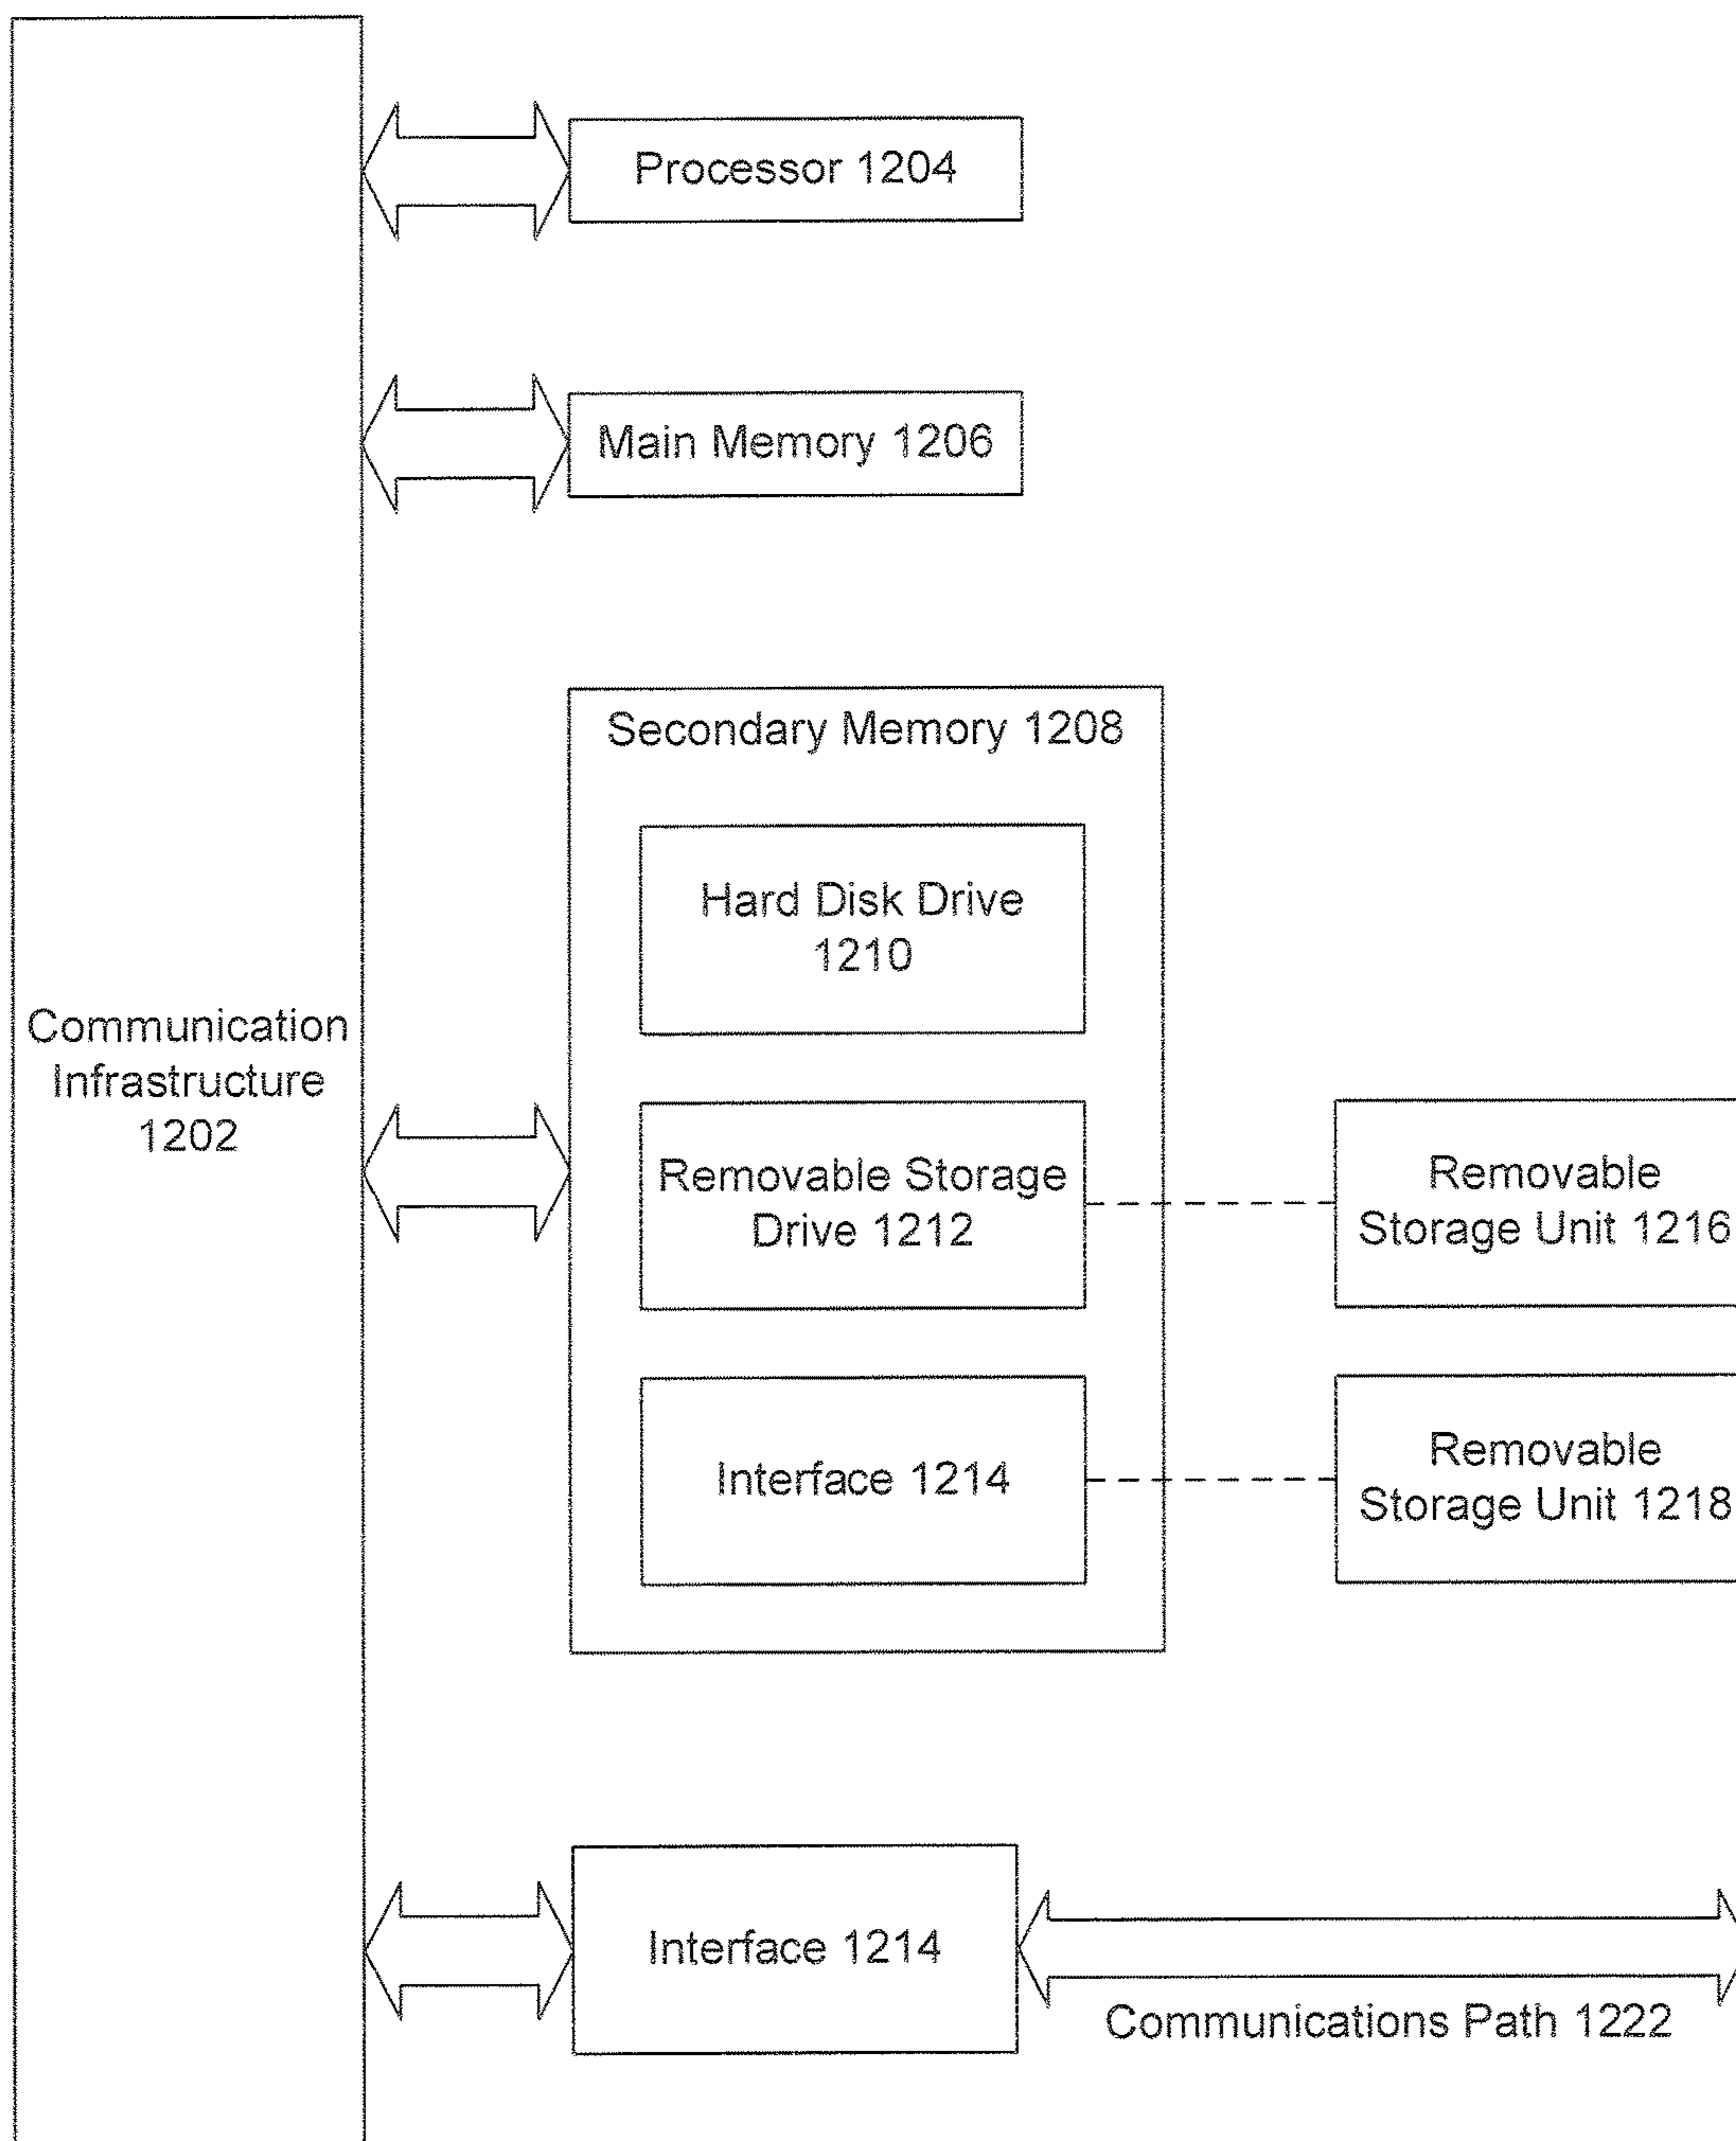 Processor 1204
Main Memory 1206
Secondary Memory 1208
Hard Disk Drive
1210
Communication
Infrastructure
1202
Removable Storage
Drive 1212
Removable
Storage Unit 1216
Interface 1214
Removable
Storage Unit 1218
Interface 1214
Communications Path 1222